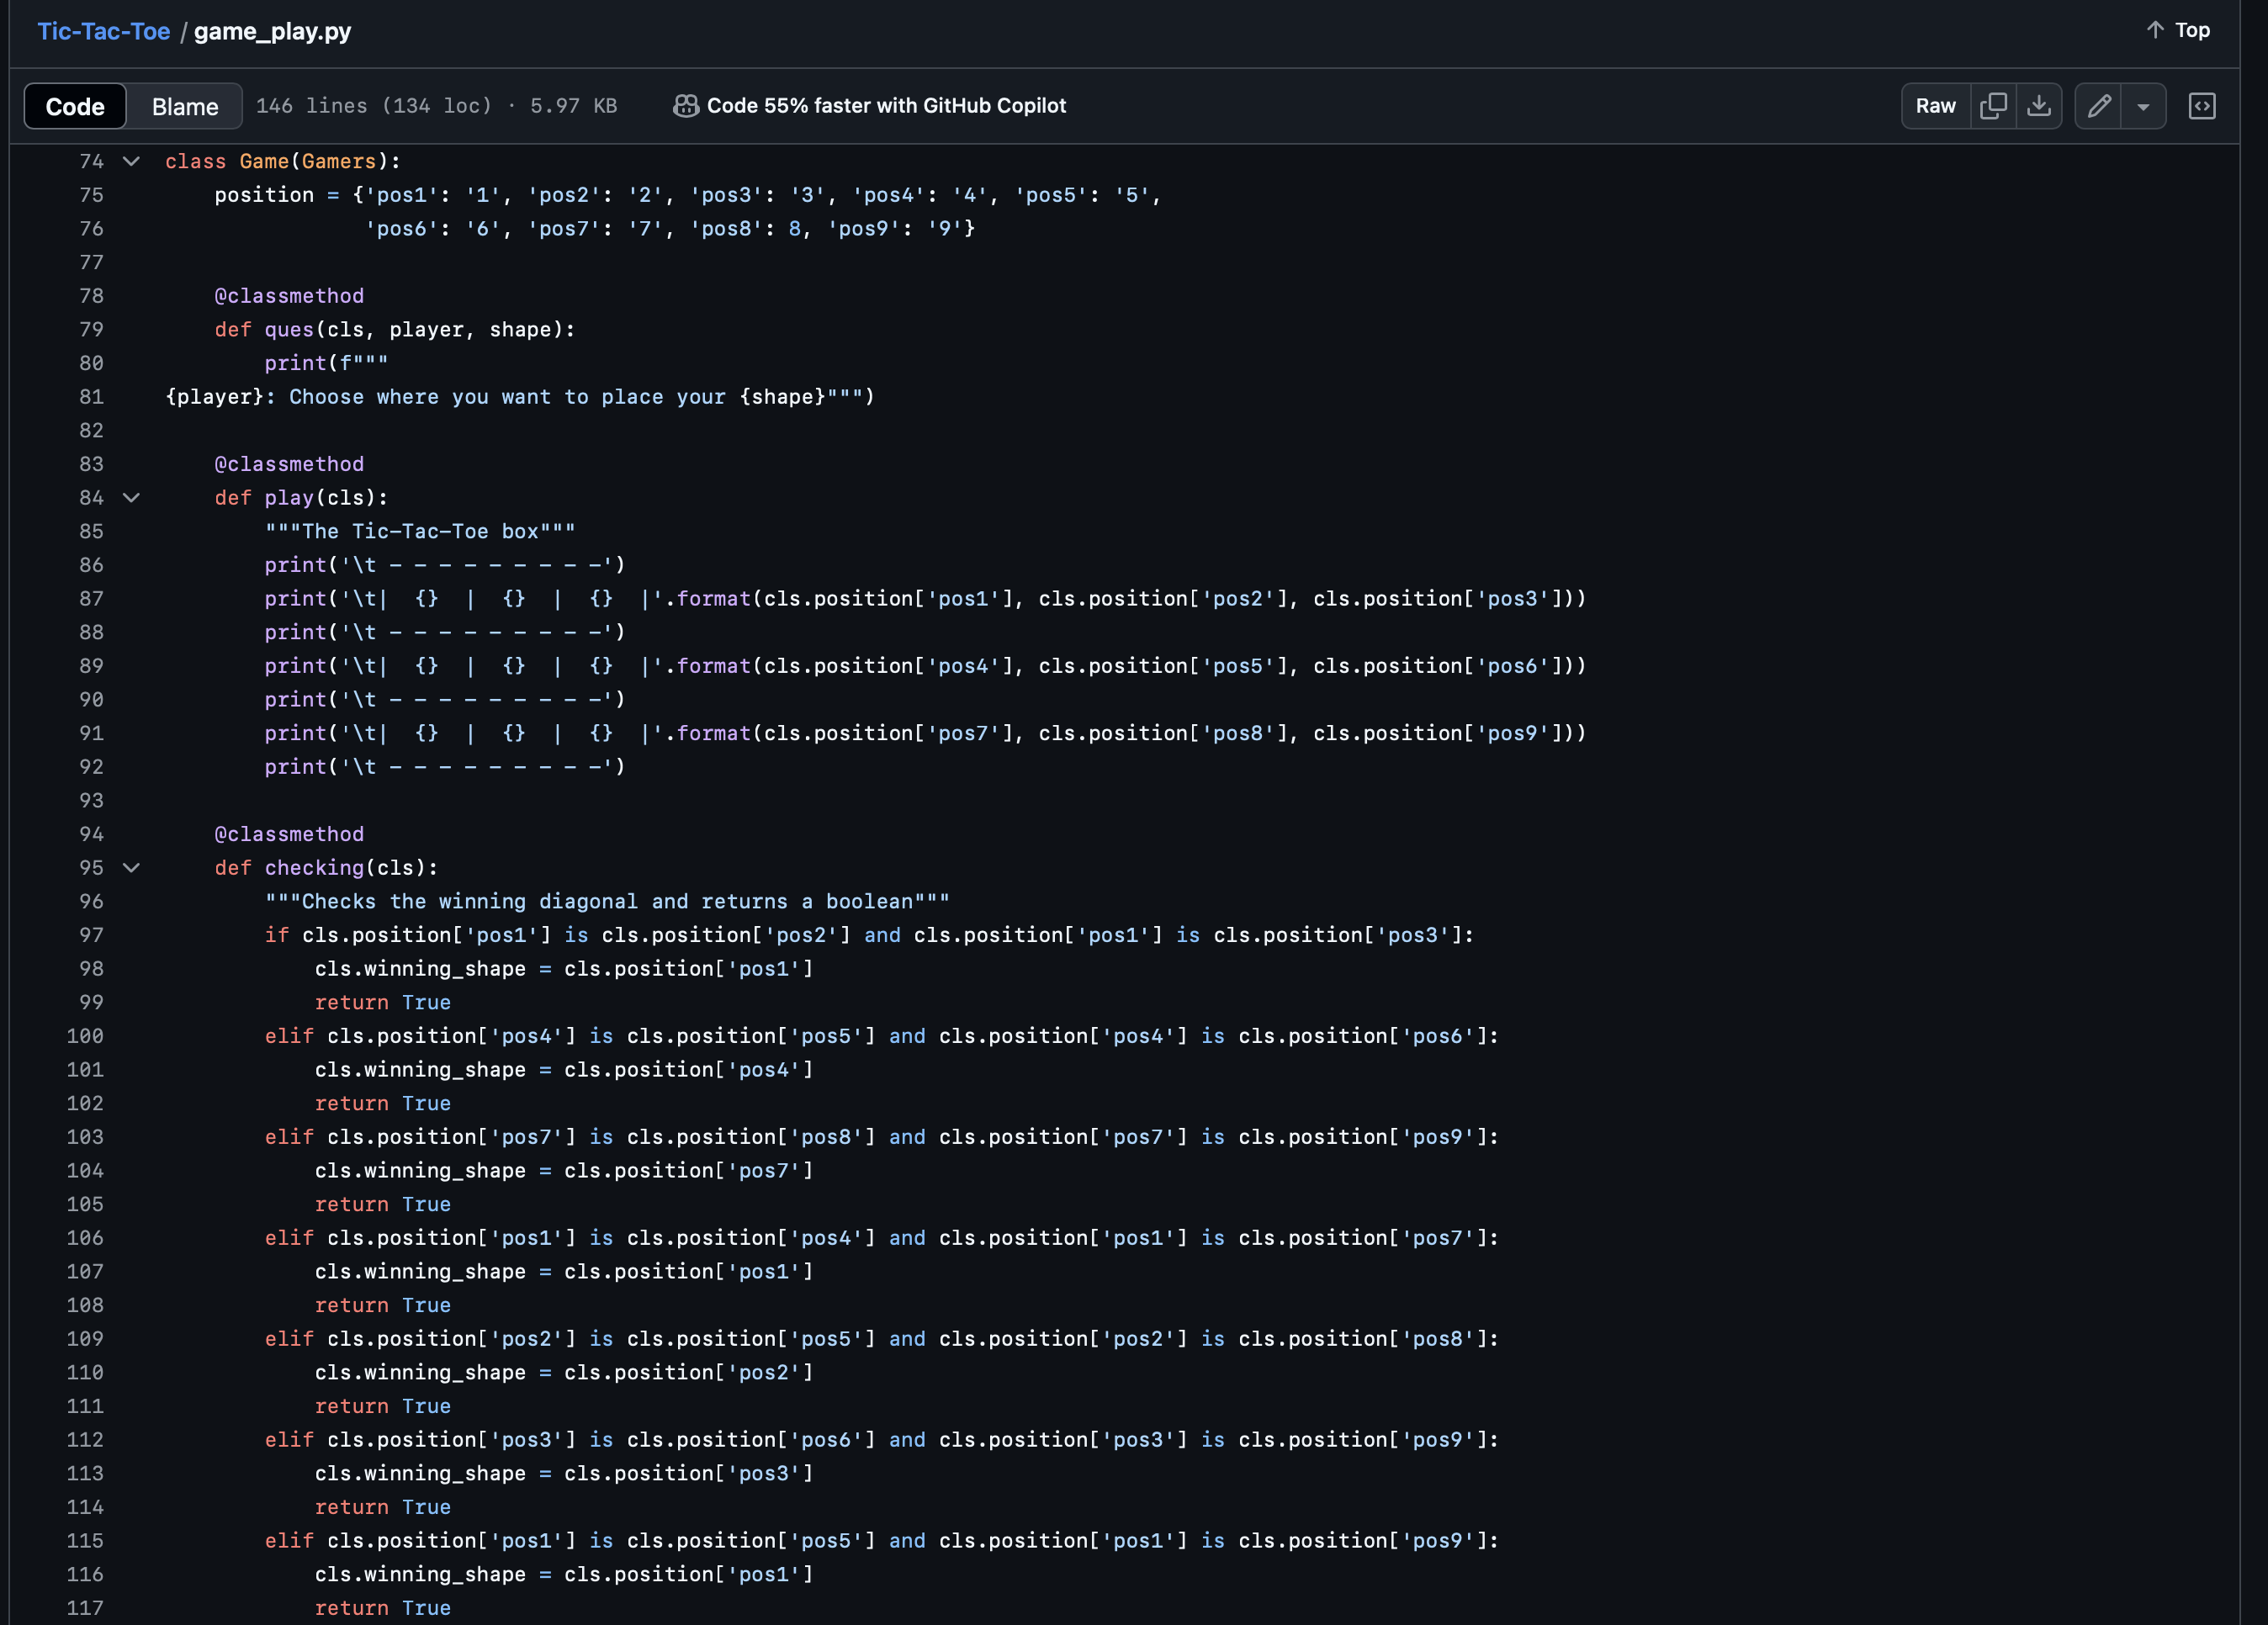 Tic-Tac-Toe / game_play.py
Top
Code Blame 146 lines (134 loc) · 5.97 KB Code 55% faster with GitHub Copilot Raw
74 class Game(Gamers):
75     position = {'pos1': '1', 'pos2': '2', 'pos3': '3', 'pos4': '4', 'pos5': '5',
76                 'pos6': '6', 'pos7': '7', 'pos8': 8, 'pos9': '9'}
77
78     @classmethod
79     def ques(cls, player, shape):
80         print(f"""
81 {player}: Choose where you want to place your {shape}""")
82
83     @classmethod
84     def play(cls):
85         """The Tic-Tac-Toe box"""
86         print('\t - - - - - - - - -')
87         print('\t|  {}  |  {}  |  {}  |'.format(cls.position['pos1'], cls.position['pos2'], cls.position['pos3']))
88         print('\t - - - - - - - - -')
89         print('\t|  {}  |  {}  |  {}  |'.format(cls.position['pos4'], cls.position['pos5'], cls.position['pos6']))
90         print('\t - - - - - - - - -')
91         print('\t|  {}  |  {}  |  {}  |'.format(cls.position['pos7'], cls.position['pos8'], cls.position['pos9']))
92         print('\t - - - - - - - - -')
93
94     @classmethod
95     def checking(cls):
96         """Checks the winning diagonal and returns a boolean"""
97         if cls.position['pos1'] is cls.position['pos2'] and cls.position['pos1'] is cls.position['pos3']:
98             cls.winning_shape = cls.position['pos1']
99             return True
100         elif cls.position['pos4'] is cls.position['pos5'] and cls.position['pos4'] is cls.position['pos6']:
101             cls.winning_shape = cls.position['pos4']
102             return True
103         elif cls.position['pos7'] is cls.position['pos8'] and cls.position['pos7'] is cls.position['pos9']:
104             cls.winning_shape = cls.position['pos7']
105             return True
106         elif cls.position['pos1'] is cls.position['pos4'] and cls.position['pos1'] is cls.position['pos7']:
107             cls.winning_shape = cls.position['pos1']
108             return True
109         elif cls.position['pos2'] is cls.position['pos5'] and cls.position['pos2'] is cls.position['pos8']:
110             cls.winning_shape = cls.position['pos2']
111             return True
112         elif cls.position['pos3'] is cls.position['pos6'] and cls.position['pos3'] is cls.position['pos9']:
113             cls.winning_shape = cls.position['pos3']
114             return True
115         elif cls.position['pos1'] is cls.position['pos5'] and cls.position['pos1'] is cls.position['pos9']:
116             cls.winning_shape = cls.position['pos1']
117             return True